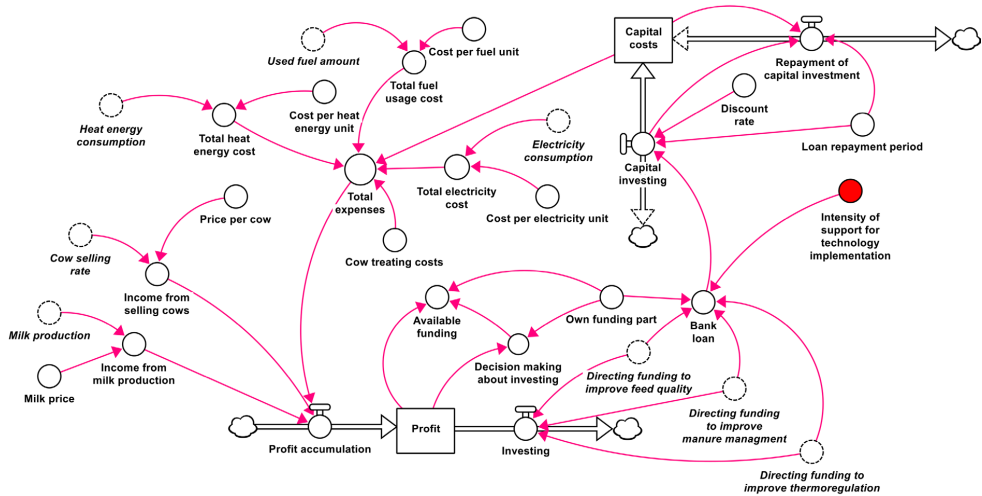 Capital
costs
Repayment of
capital investment
Used fuel amount
Cost per fuel unit
Total fuel
usage cost
Discount
rate
Heat energy
consumption
Cost per heat
energy unit
Total heat
energy cost
Electricity
consumption
Loan repayment period
Capital
investing
Total
expenses
Total electricity
cost
Cost per electricity unit
Intensity of
support for
technology
implementation
Price per cow
Cow treating costs
Cow selling
rate
Income from
selling cows
Available
funding
Own funding part
Bank
loan
Milk production
Income from
milk production
Milk price
Decision making
about investing
Directing funding to
improve feed quality
Directing funding
to improve
manure managment
Profit
Profit accumulation
Investing
Directing funding to
improve thermoregulation